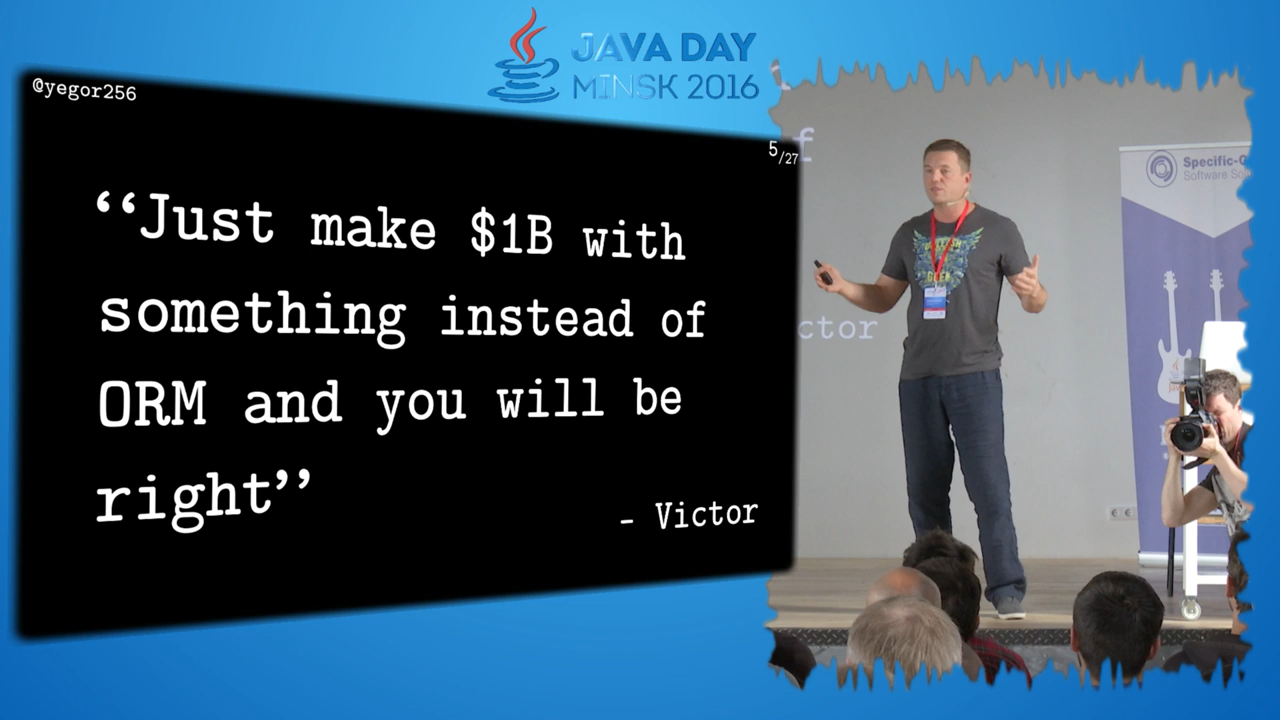 JAVA DAY
MINSK 2016
@yegor256
5/27
“Just make $1B with
something instead of
ORM and you will be
right”
- Victor
f
ctor
Specific-G
Software Sol